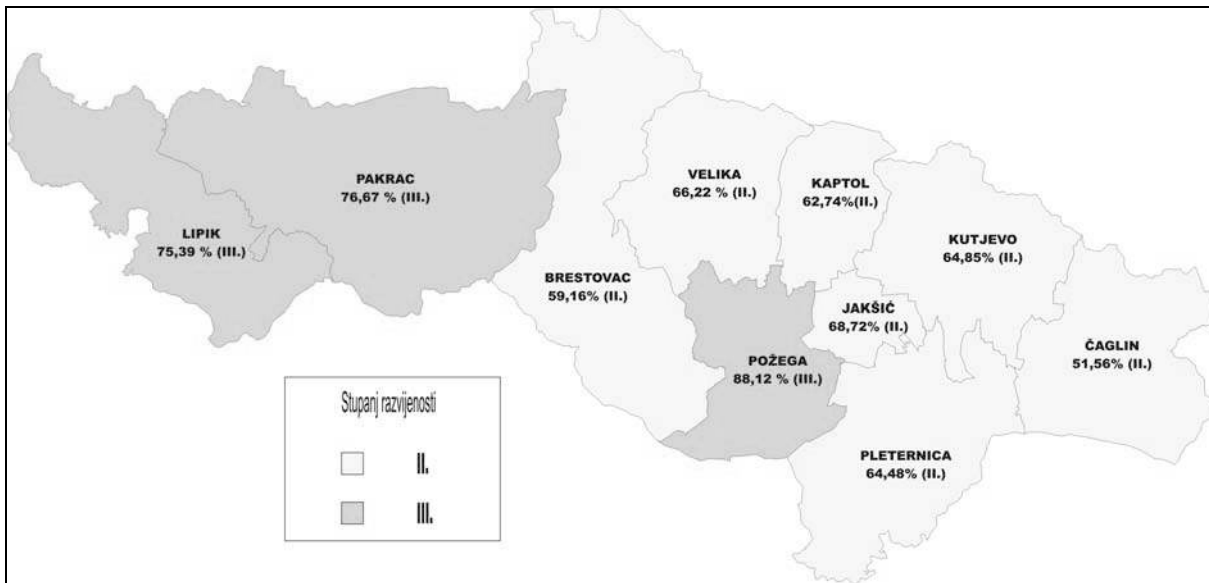 PAKRAC
76,67 % (III.)
LIPIK
75,39 % (III.)
BRESTOVAC
59,16% (II.)
VELIKA
66,22 % (II.)
KAPTOL
62,74%(II.)
KUTJEVO
64,85% (II.)
JAKŠIĆ
68,72% (II.)
POŽEGA
88,12 % (III.)
ČAGLIN
51,56% (II.)
PLETERNICA
64,48% (II.)
Stupanj razvijenosti
II.
III.